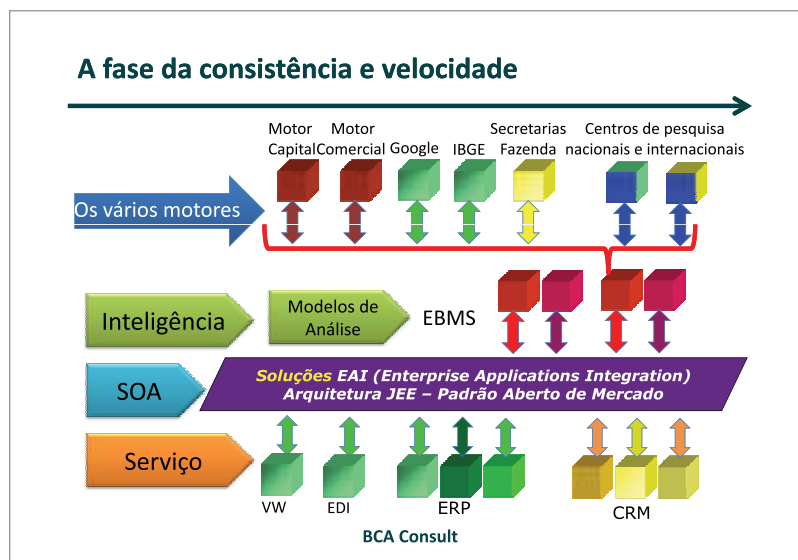 A fase da consistência e velocidade
Motor
Capital
Motor
Comercial
Google
IBGE
Secretarias
Fazenda
Centros de pesquisa
nacionais e internacionais
Os vários motores
Inteligência
Modelos de
Análise
EBMS
SOA
Soluções EAI (Enterprise Applications Integration)
Arquitetura JEE – Padrão Aberto de Mercado
Serviço
VW
EDI
ERP
CRM
BCA Consult